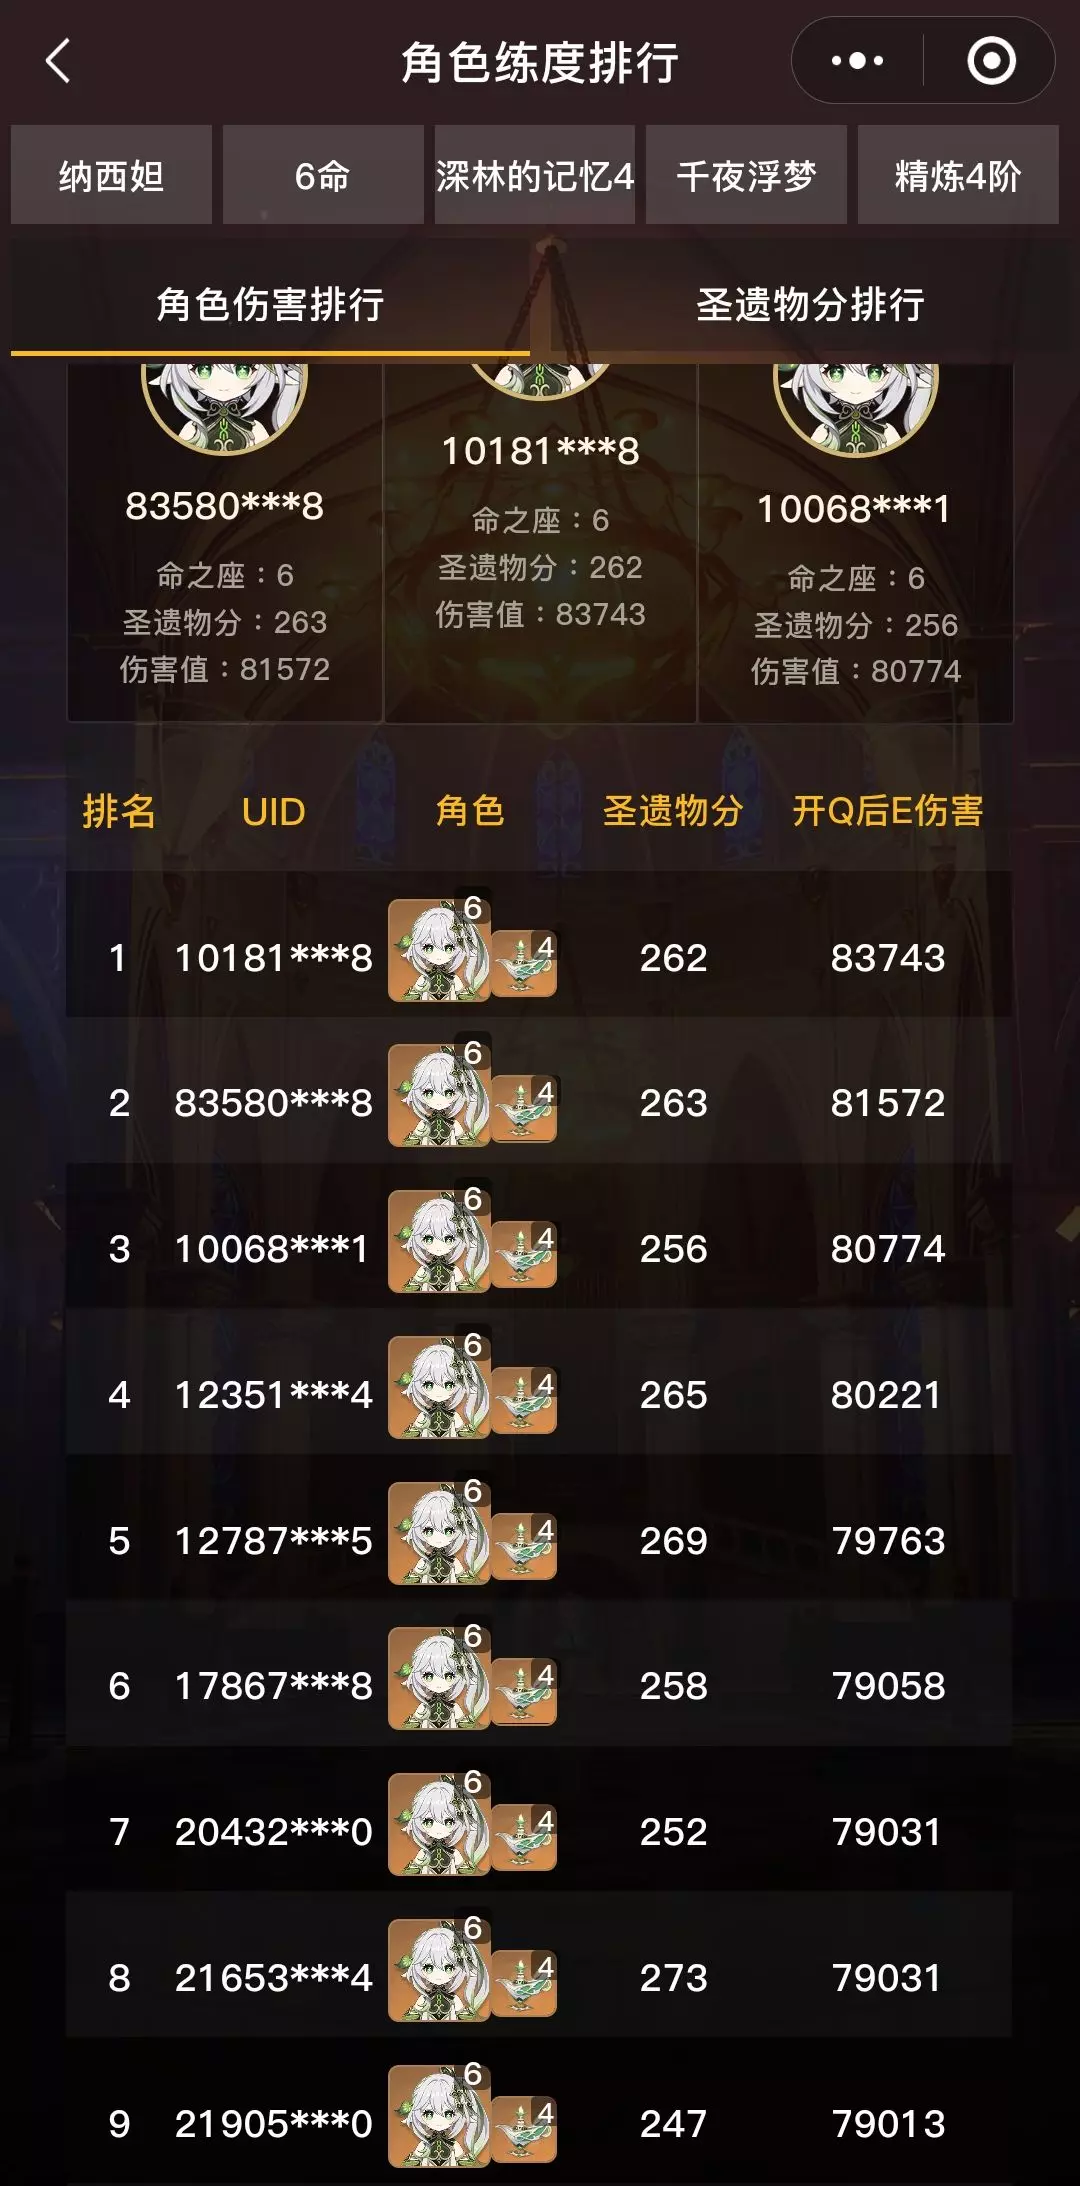 角色练度排行
纳西妲 6命 深林的记忆4 千夜浮梦 精炼4阶
角色伤害排行 圣遗物分排行
83580***8
命之座：6
圣遗物分：263
伤害值：81572
10181***8
命之座：6
圣遗物分：262
伤害值：83743
10068***1
命之座：6
圣遗物分：256
伤害值：80774
排名 UID 角色 圣遗物分 开Q后E伤害
1 10181***8 6 4 262 83743
2 83580***8 6 4 263 81572
3 10068***1 6 4 256 80774
4 12351***4 6 4 265 80221
5 12787***5 6 4 269 79763
6 17867***8 6 4 258 79058
7 20432***0 6 4 252 79031
8 21653***4 6 4 273 79031
9 21905***0 6 4 247 79013